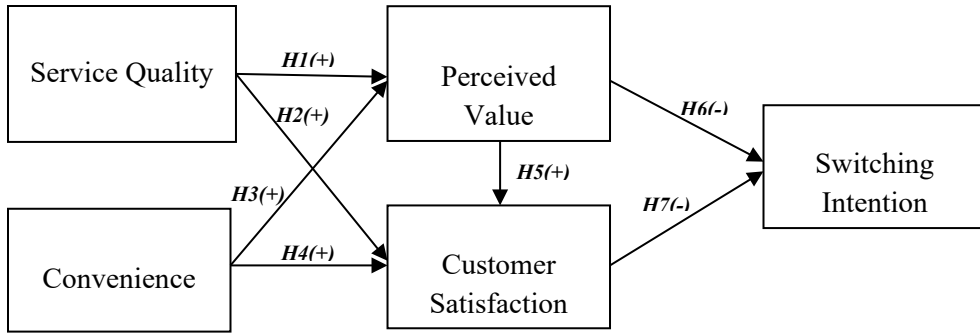 Service Quality
H1(+)
Perceived
Value
H2(+)
H6(-)
Switching
Intention
H3(+)
H5(+)
H7(-)
Convenience
H4(+)
Customer
Satisfaction